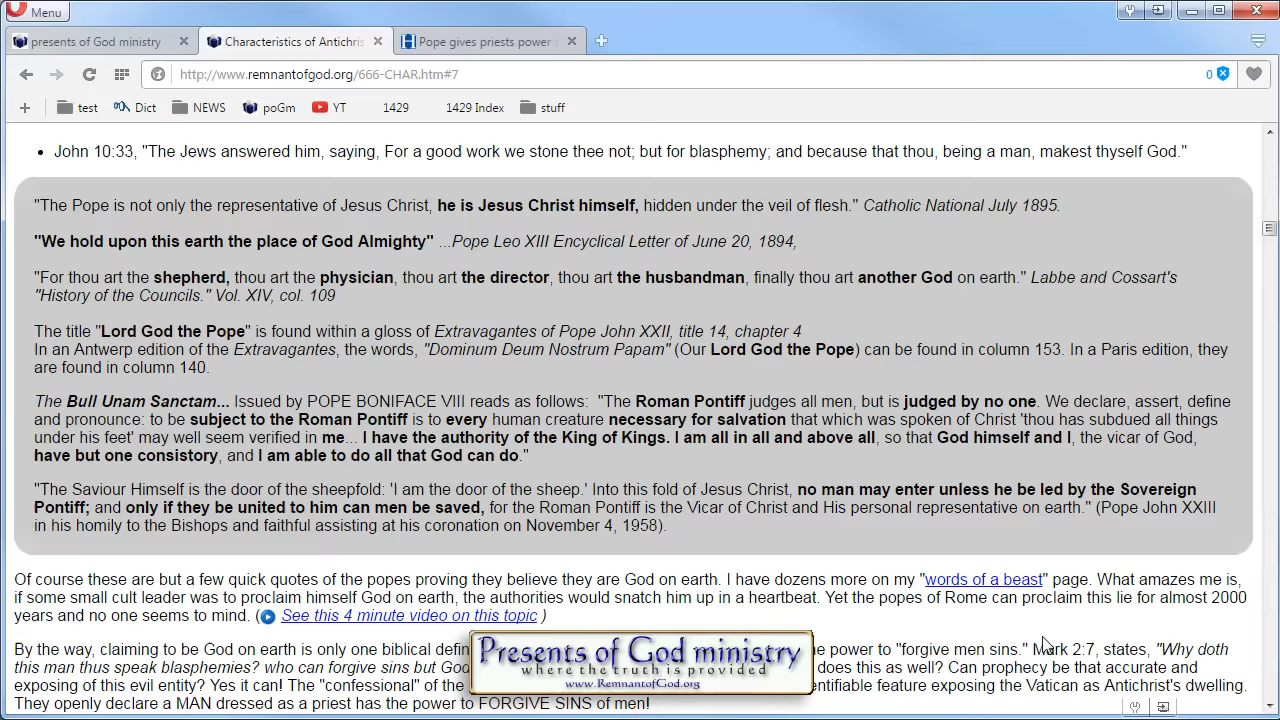 Menu
presents of God ministry
Characteristics of Antichris
Pope gives priests power
http://www.remnantofgod.org/666-CHAR.htm#7
0
test
Dict
NEWS
poGm
YT
1429
1429 Index
stuff
• John 10:33, "The Jews answered him, saying, For a good work we stone thee not; but for blasphemy; and because that thou, being a man, makest thyself God."
"The Pope is not only the representative of Jesus Christ, he is Jesus Christ himself, hidden under the veil of flesh." Catholic National July 1895.
"We hold upon this earth the place of God Almighty" ...Pope Leo XIII Encyclical Letter of June 20, 1894,
"For thou art the shepherd, thou art the physician, thou art the director, thou art the husbandman, finally thou art another God on earth." Labbe and Cossart's
"History of the Councils." Vol. XIV, col. 109
The title "Lord God the Pope" is found within a gloss of Extravagantes of Pope John XXII, title 14, chapter 4
In an Antwerp edition of the Extravagantes, the words, "Dominum Deum Nostrum Papam" (Our Lord God the Pope) can be found in column 153. In a Paris edition, they
are found in column 140.
The Bull Unam Sanctam... Issued by POPE BONIFACE VIII reads as follows: "The Roman Pontiff judges all men, but is judged by no one. We declare, assert, define
and pronounce: to be subject to the Roman Pontiff is to every human creature necessary for salvation that which was spoken of Christ 'thou has subdued all things
under his feet' may well seem verified in me... I have the authority of the King of Kings. I am all in all and above all, so that God himself and I, the vicar of God,
have but one consistory, and I am able to do all that God can do."
"The Saviour Himself is the door of the sheepfold: 'I am the door of the sheep.' Into this fold of Jesus Christ, no man may enter unless he be led by the Sovereign
Pontiff; and only if they be united to him can men be saved, for the Roman Pontiff is the Vicar of Christ and His personal representative on earth." (Pope John XXIII
in his homily to the Bishops and faithful assisting at his coronation on November 4, 1958).
Of course these are but a few quick quotes of the popes proving they believe they are God on earth. I have dozens more on my "words of a beast" page. What amazes me is,
if some small cult leader was to proclaim himself God on earth, the authorities would snatch him up in a heartbeat. Yet the popes of Rome can proclaim this lie for almost 2000
years and no one seems to mind. ( See this 4 minute video on this topic )
By the way, claiming to be God on earth is only one biblical defin e power to "forgive men sins." Mark 2:7, states, "Why doth
this man thus speak blasphemies? who can forgive sins but God does this as well? Can prophecy be that accurate and
exposing of this evil entity? Yes it can! The "confessional" of the entifiable feature exposing the Vatican as Antichrist's dwelling.
They openly declare a MAN dressed as a priest has the power to FORGIVE SINS of men!
Presents of God ministry
where the truth is provided
www.RemnantofGod.org